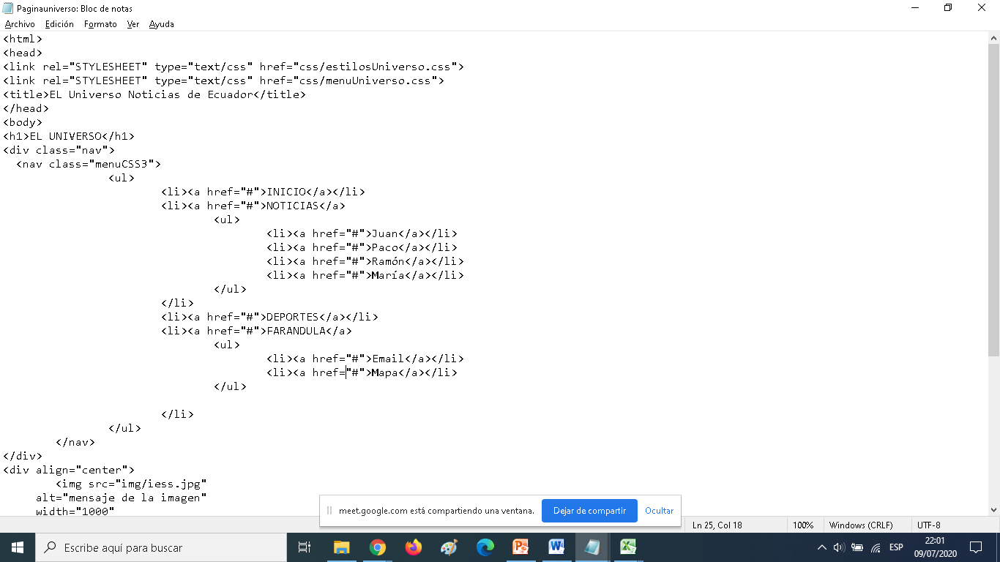 Paginauniverso: Bloc de notas
Archivo Edición Formato Ver Ayuda
<html>
<head>
<link rel="STYLESHEET" type="text/css" href="css/estilosUniverso.css">
<link rel="STYLESHEET" type="text/css" href="css/menuUniverso.css">
<title>EL Universo Noticias de Ecuador</title>
</head>
<body>
<h1>EL UNIVERSO</h1>
<div class="nav">
  <nav class="menuCSS3">
                <ul>
                        <li><a href="#">INICIO</a></li>
                        <li><a href="#">NOTICIAS</a>
                                <ul>
                                        <li><a href="#">Juan</a></li>
                                        <li><a href="#">Paco</a></li>
                                        <li><a href="#">Ramón</a></li>
                                        <li><a href="#">María</a></li>
                                </ul>
                        </li>
                        <li><a href="#">DEPORTES</a></li>
                        <li><a href="#">FARANDULA</a>
                                <ul>
                                        <li><a href="#">Email</a></li>
                                        <li><a href="#">Mapa</a></li>
                                </ul>
                        </li>
                </ul>
        </nav>
</div>
<div align="center">
        <img src="img/iess.jpg"
     alt="mensaje de la imagen"
     width="1000"
meet.google.com está compartiendo una ventana. Dejar de compartir Ocultar
Ln 25, Col 18 100% Windows (CRLF) UTF-8
Escribe aquí para buscar
ESP
22:01
09/07/2020